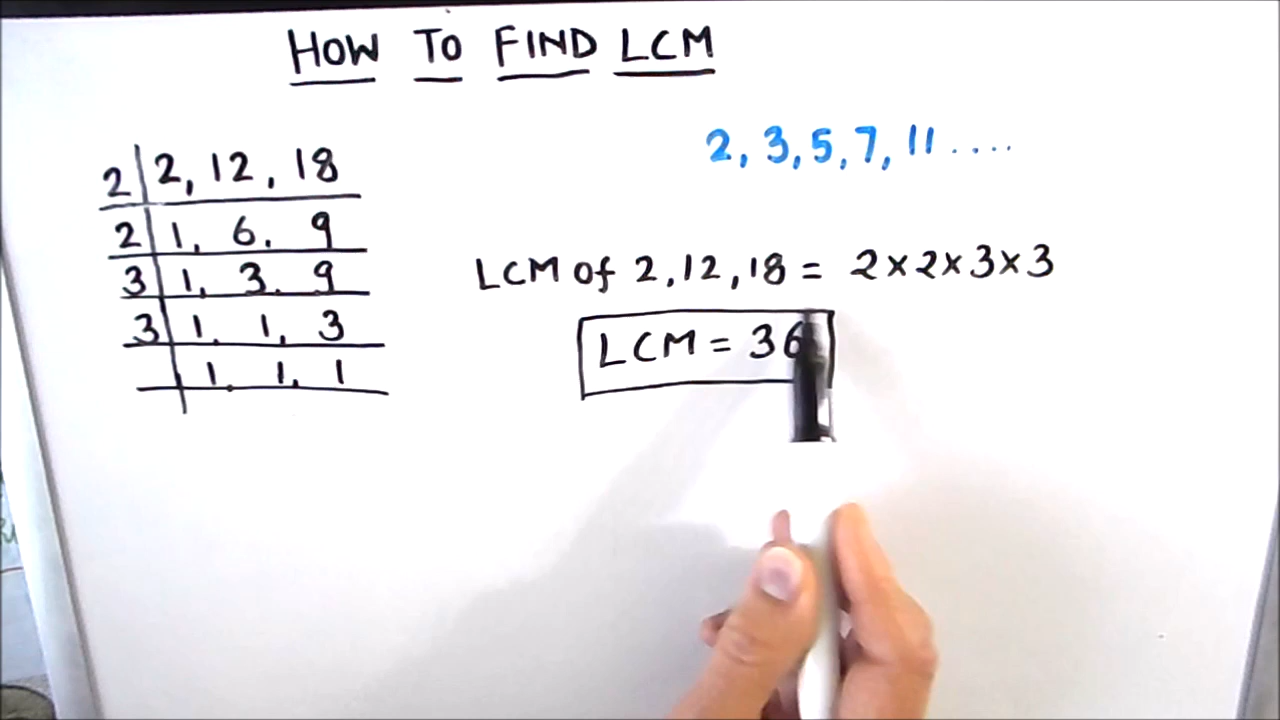 HOW TO FIND LCM
2, 3, 5, 7, 11 ....
2 | 2, 12, 18
2 | 1, 6. 9
3 | 1, 3. 9
3 | 1. 1, 3
1. 1, 1
LCM of 2, 12, 18 = 2×2×3×3
LCM = 36